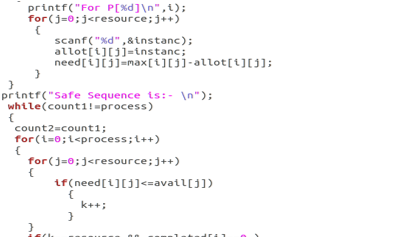 printf("For P[%d]\n",i);
for(j=0;j<resource;j++)
{
scanf("%d",&instanc);
allot[i][j]=instanc;
need[i][j]=max[i][j]-allot[i][j];
}
}
printf("Safe Sequence is:- \n");
while(count1!=process)
{
count2=count1;
for(i=0;i<process;i++)
{
for(j=0;j<resource;j++)
{
if(need[i][j]<=avail[j])
{
k++;
}
}